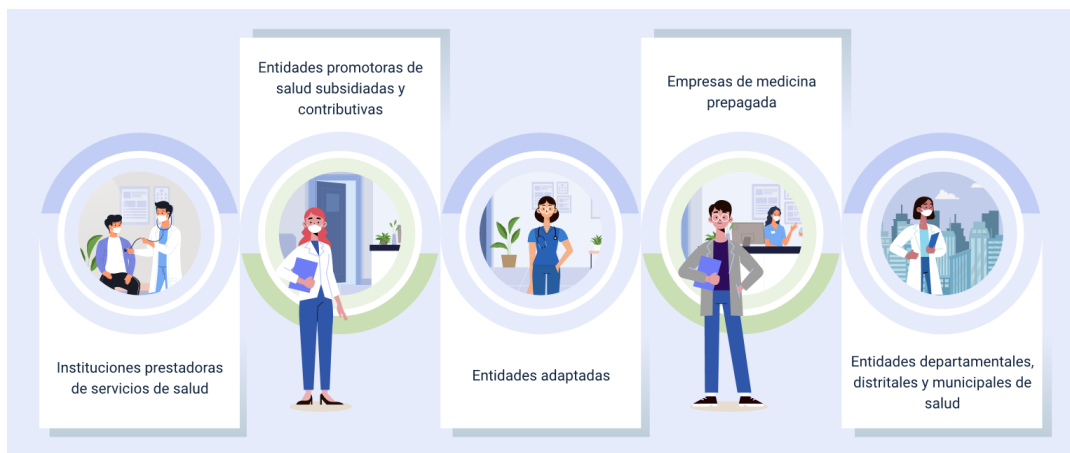 Instituciones prestadoras
de servicios de salud
Entidades promotoras de
salud subsidiadas y
contributivas
Entidades adaptadas
Empresas de medicina
prepagada
Entidades departamentales,
distritales y municipales de
salud